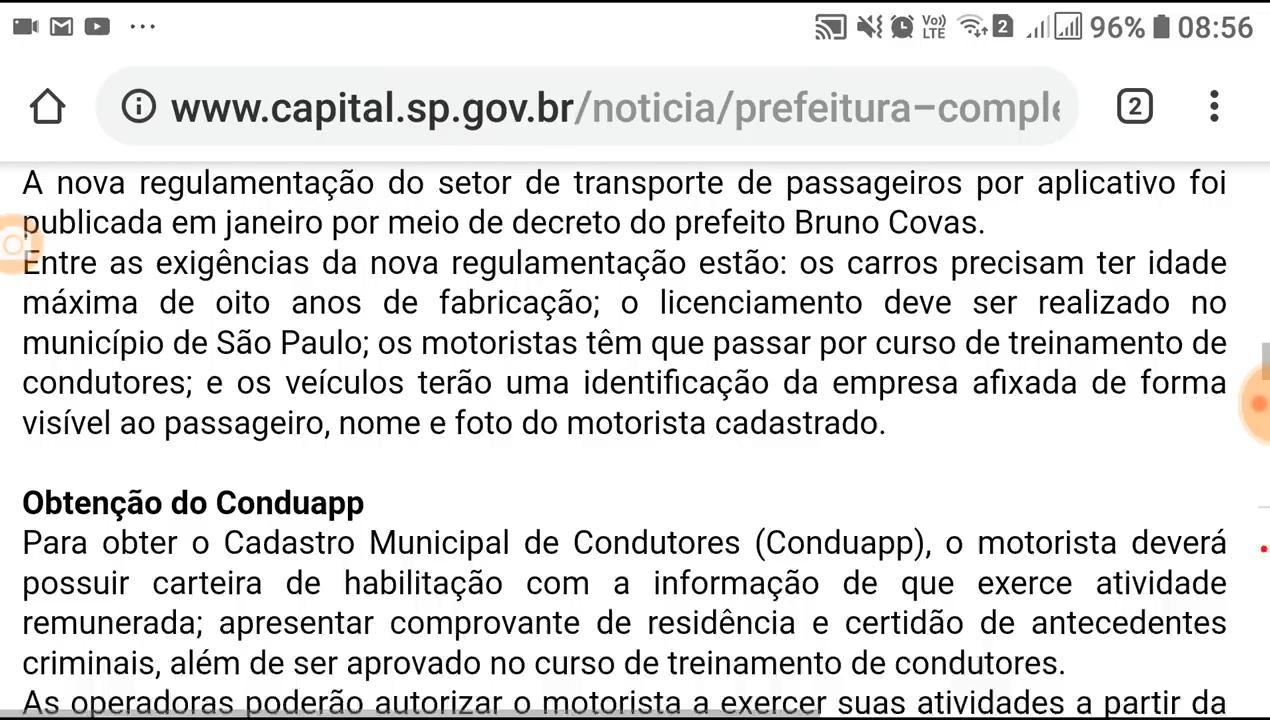 Vo)) LTE 2 96% 08:56
www.capital.sp.gov.br/noticia/prefeitura-comple 2
A nova regulamentação do setor de transporte de passageiros por aplicativo foi
publicada em janeiro por meio de decreto do prefeito Bruno Covas.
Entre as exigências da nova regulamentação estão: os carros precisam ter idade
máxima de oito anos de fabricação; o licenciamento deve ser realizado no
município de São Paulo; os motoristas têm que passar por curso de treinamento de
condutores; e os veículos terão uma identificação da empresa afixada de forma
visível ao passageiro, nome e foto do motorista cadastrado.
Obtenção do Conduapp
Para obter o Cadastro Municipal de Condutores (Conduapp), o motorista deverá
possuir carteira de habilitação com a informação de que exerce atividade
remunerada; apresentar comprovante de residência e certidão de antecedentes
criminais, além de ser aprovado no curso de treinamento de condutores.
As operadoras poderão autorizar o motorista a exercer suas atividades a partir da